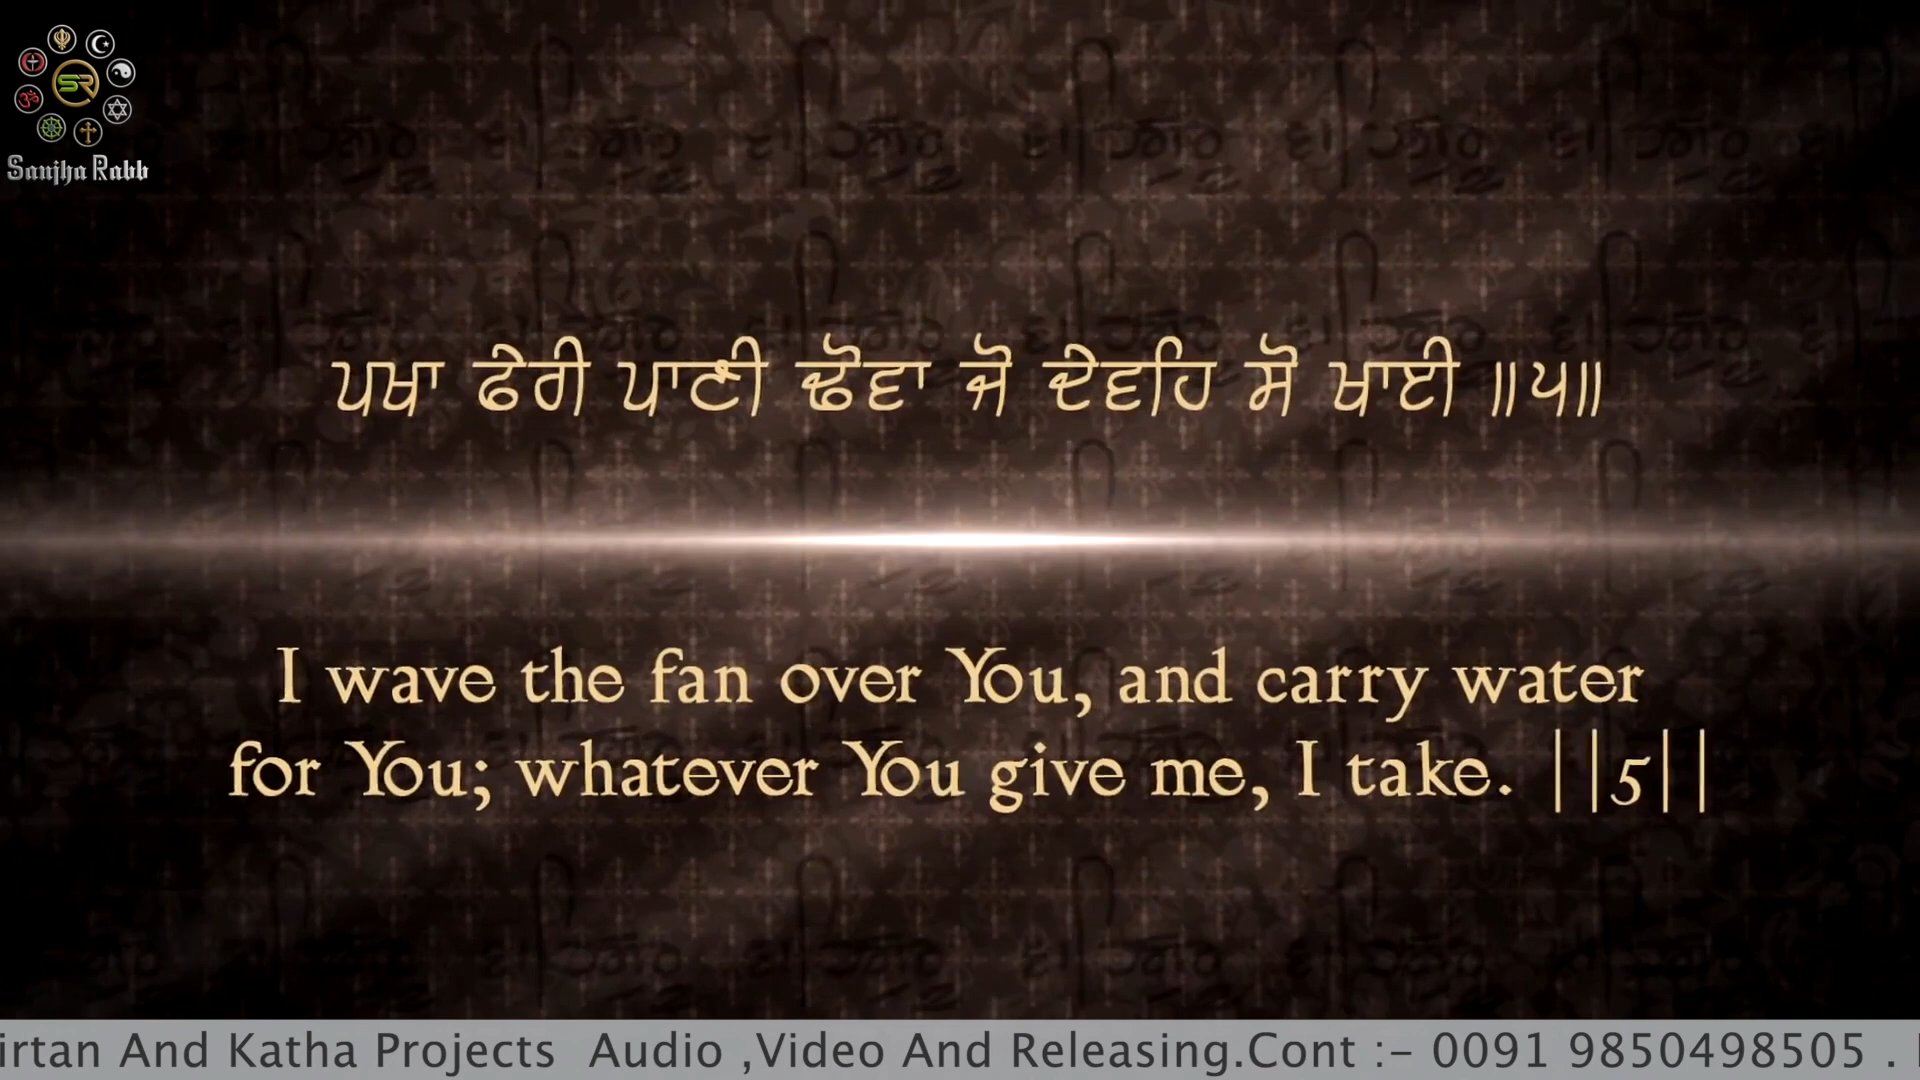 SR
Sanjha Rabb
ਪਖਾ ਫੇਰੀ ਪਾਣੀ ਢੋਵਾ ਜੋ ਦੇਵਹਿ ਸੋ ਖਾਈ ॥੫॥
I wave the fan over You, and carry water
for You; whatever You give me, I take. ||5||
irtan And Katha Projects Audio ,Video And Releasing.Cont :- 0091 9850498505 .